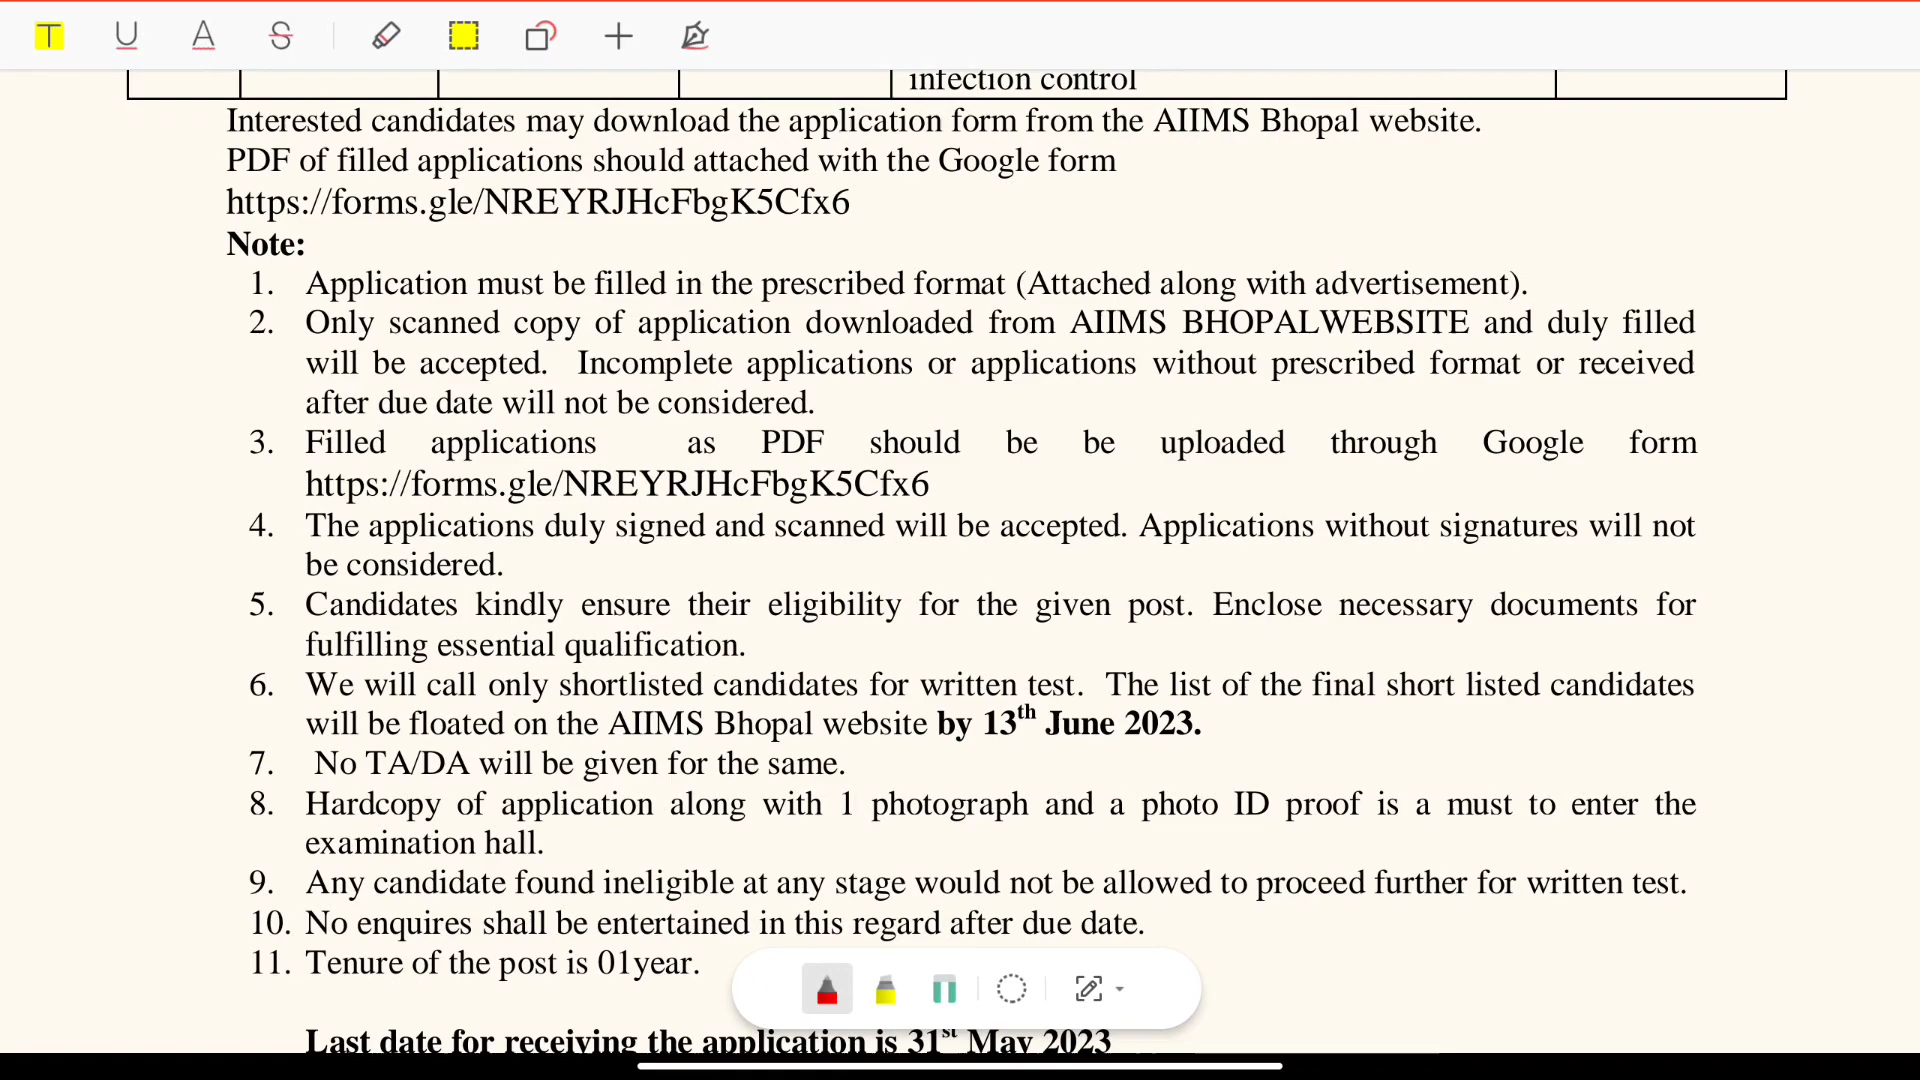 infection control
Interested candidates may download the application form from the AIIMS Bhopal website.
PDF of filled applications should attached with the Google form
https://forms.gle/NREYRJHcFbgK5Cfx6
Note:
1. Application must be filled in the prescribed format (Attached along with advertisement).
2. Only scanned copy of application downloaded from AIIMS BHOPALWEBSITE and duly filled
will be accepted. Incomplete applications or applications without prescribed format or received
after due date will not be considered.
3. Filled applications as PDF should be be uploaded through Google form
https://forms.gle/NREYRJHcFbgK5Cfx6
4. The applications duly signed and scanned will be accepted. Applications without signatures will not
be considered.
5. Candidates kindly ensure their eligibility for the given post. Enclose necessary documents for
fulfilling essential qualification.
6. We will call only shortlisted candidates for written test. The list of the final short listed candidates
will be floated on the AIIMS Bhopal website by 13th June 2023.
7. No TA/DA will be given for the same.
8. Hardcopy of application along with 1 photograph and a photo ID proof is a must to enter the
examination hall.
9. Any candidate found ineligible at any stage would not be allowed to proceed further for written test.
10. No enquires shall be entertained in this regard after due date.
11. Tenure of the post is 01year.
Last date for receiving the application is 31st May 2023